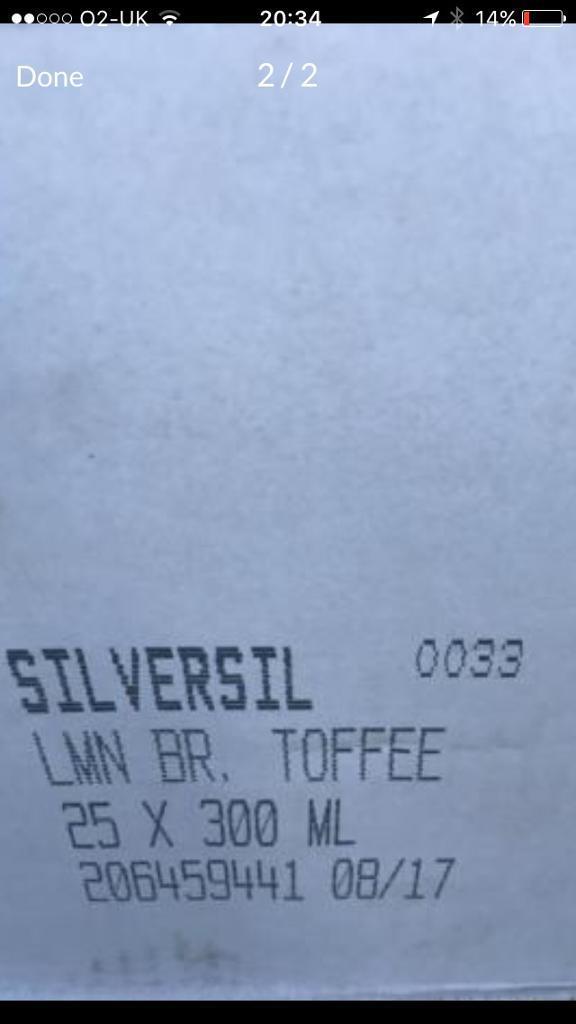 O2-UK 20:34 14%
Done 2 / 2
SILVERSIL 0033
LMN BR. TOFFEE
25 X 300 ML
206459441 08/17